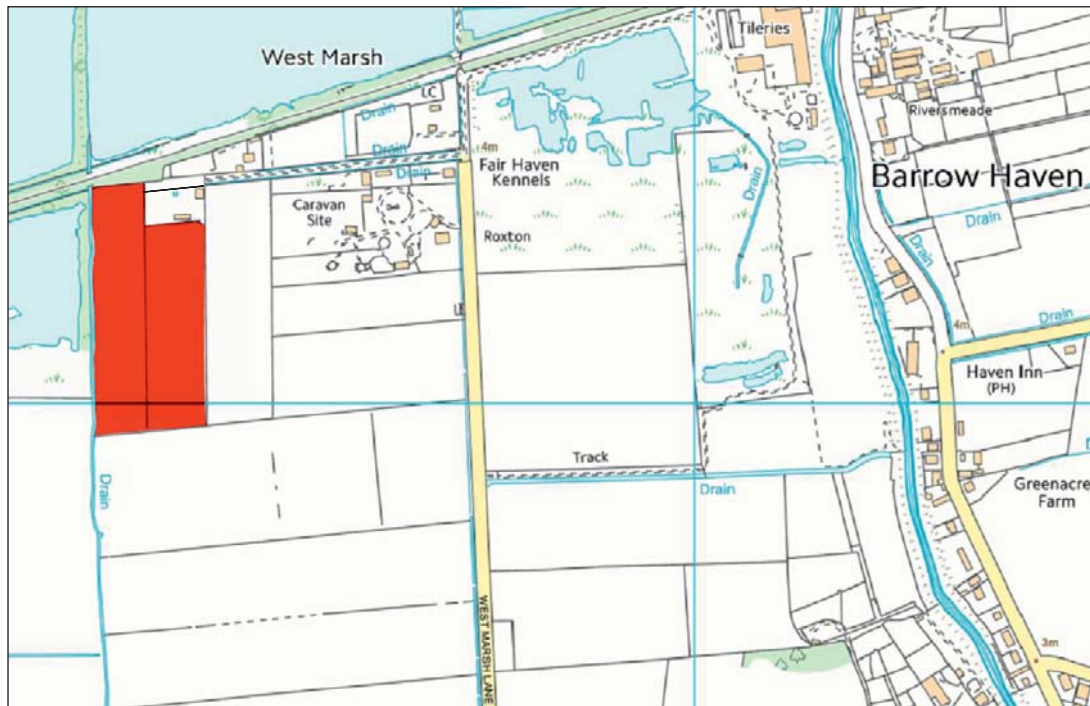 Tileries
West Marsh
LC
Drain
Riversmeade
Drain
4m
Drain
Fair Haven
Kennels
Barrow Haven
Drain
Caravan
Site
Drain
Roxton
Drain
4m
Drain
Haven Inn
(PH)
Track
Drain
Drain
Greenacre
Farm
WEST MARSH LANE
3m